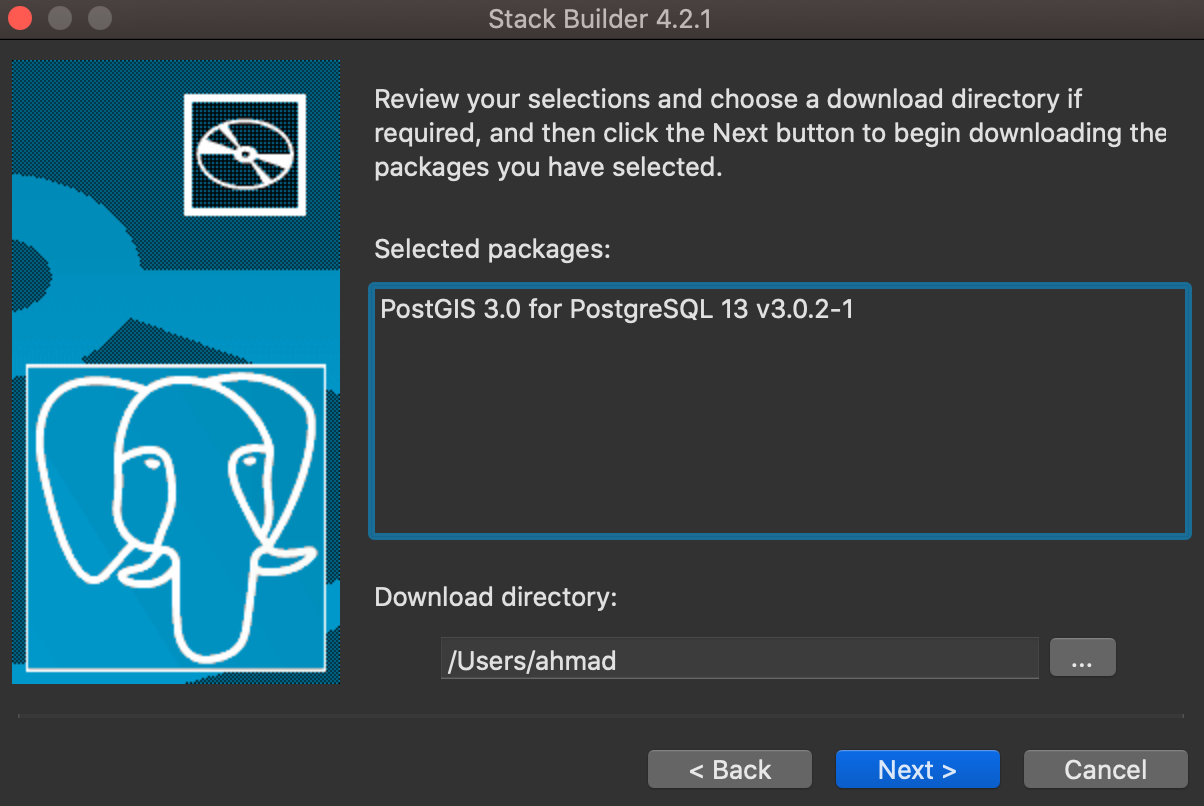 Stack Builder 4.2.1
Review your selections and choose a download directory if
required, and then click the Next button to begin downloading the
packages you have selected.
Selected packages:
PostGIS 3.0 for PostgreSQL 13 v3.0.2-1
Download directory:
/Users/ahmad
...
< Back
Next >
Cancel